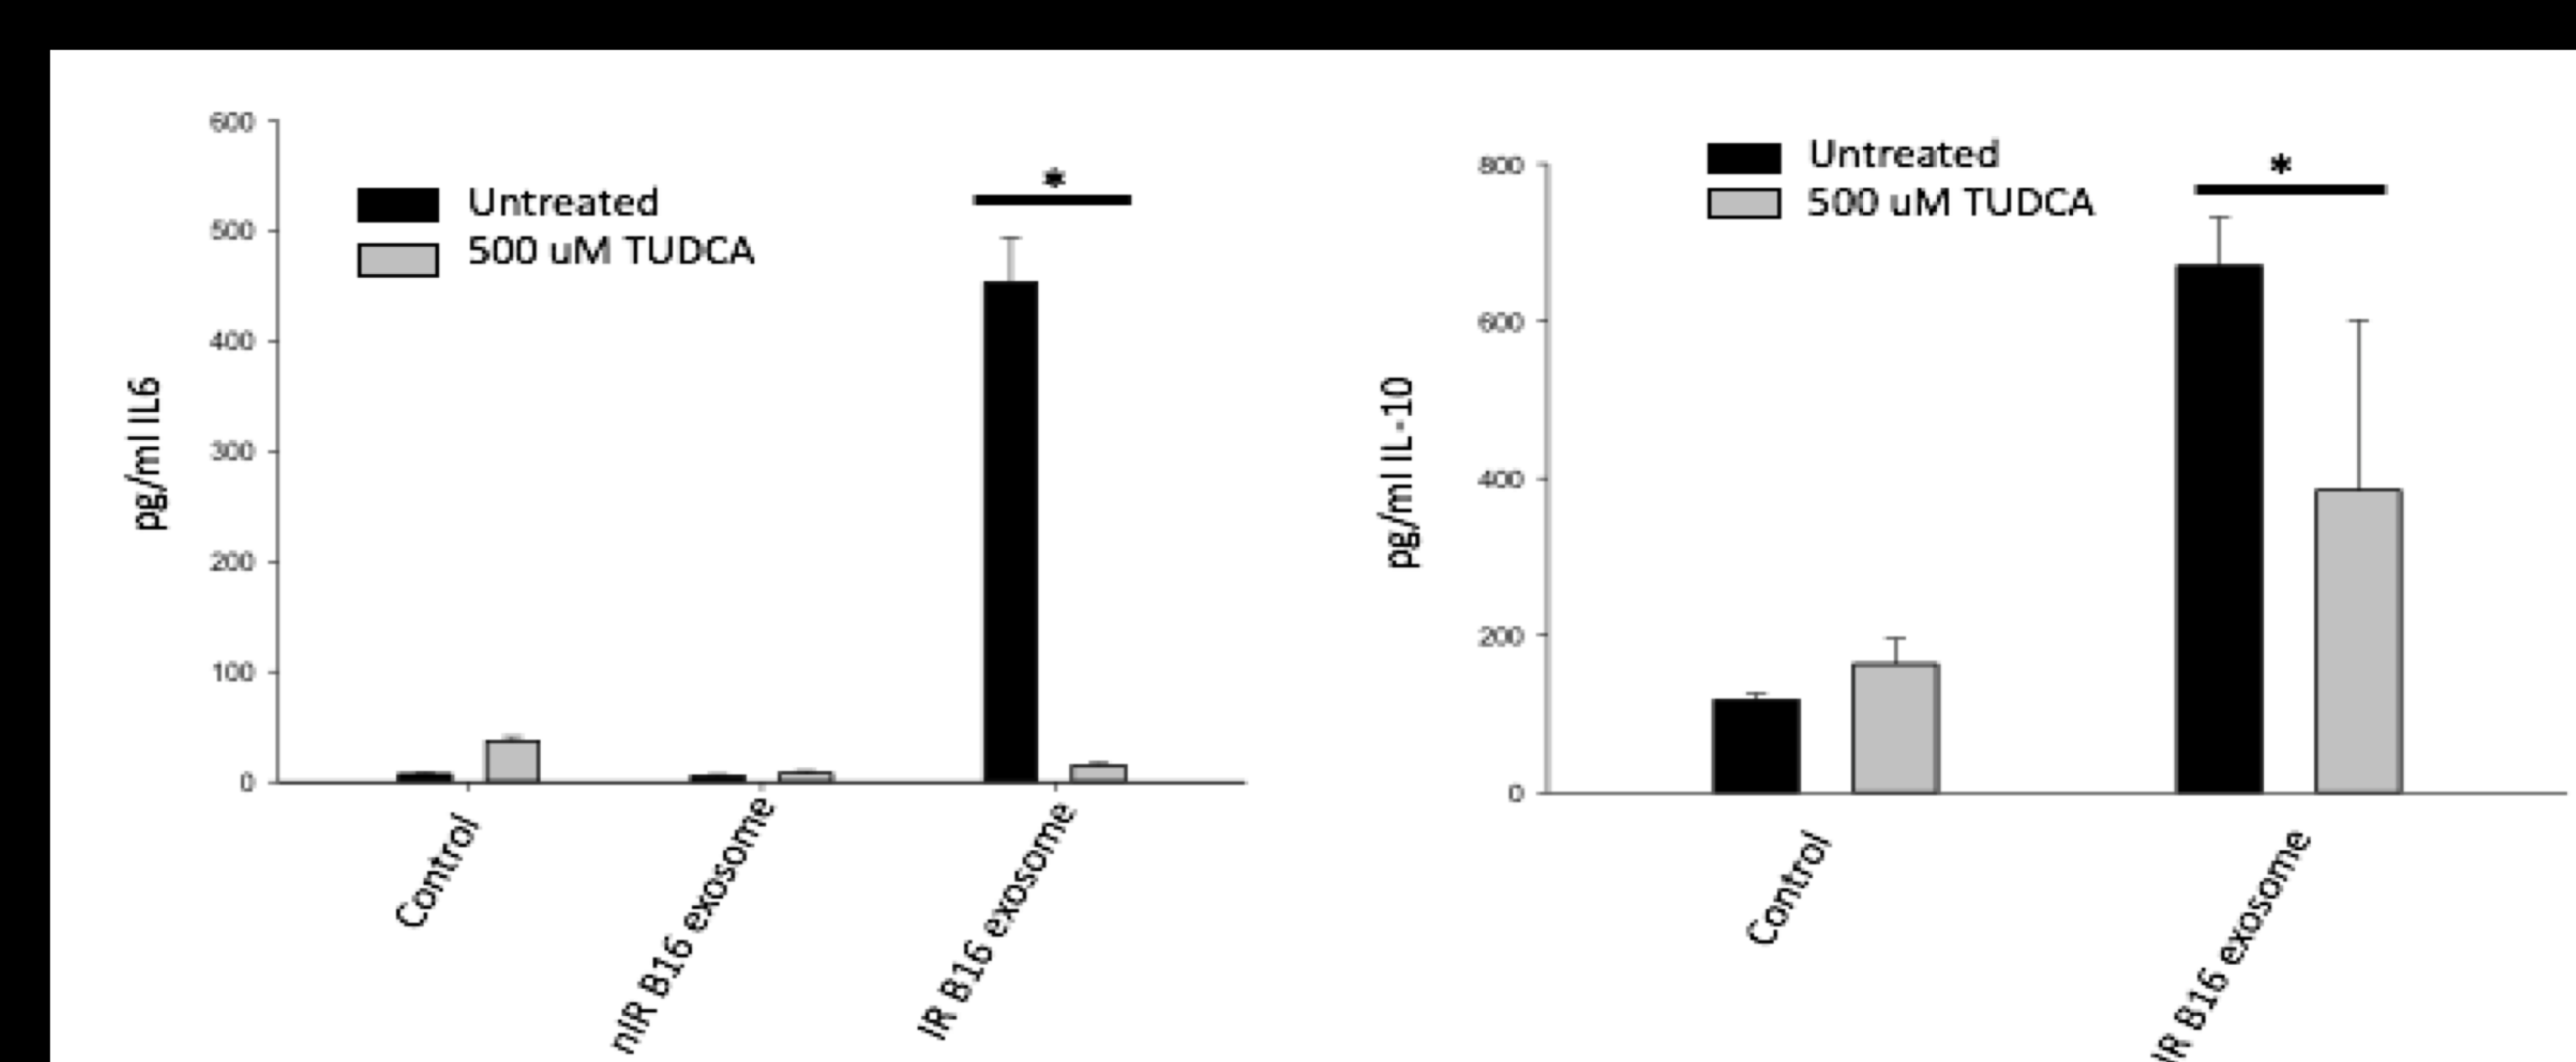 600
500
400
300
200
100
0
pg/ml IL6
Untreated
500 uM TUDCA
*
Control
nIR B16 exosome
IR B16 exosome
800
600
400
200
0
pg/ml IL-10
Untreated
500 uM TUDCA
*
Control
IR B16 exosome